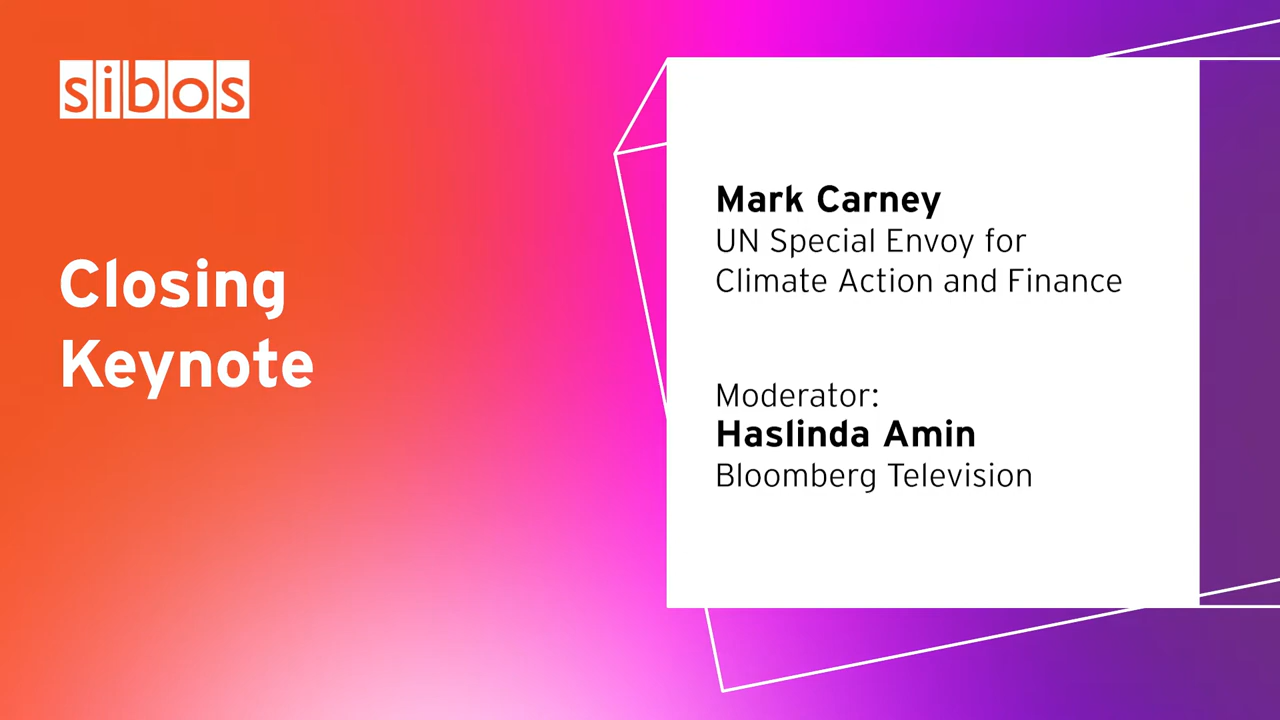 sibos
Closing
Keynote
Mark Carney
UN Special Envoy for
Climate Action and Finance
Moderator:
Haslinda Amin
Bloomberg Television